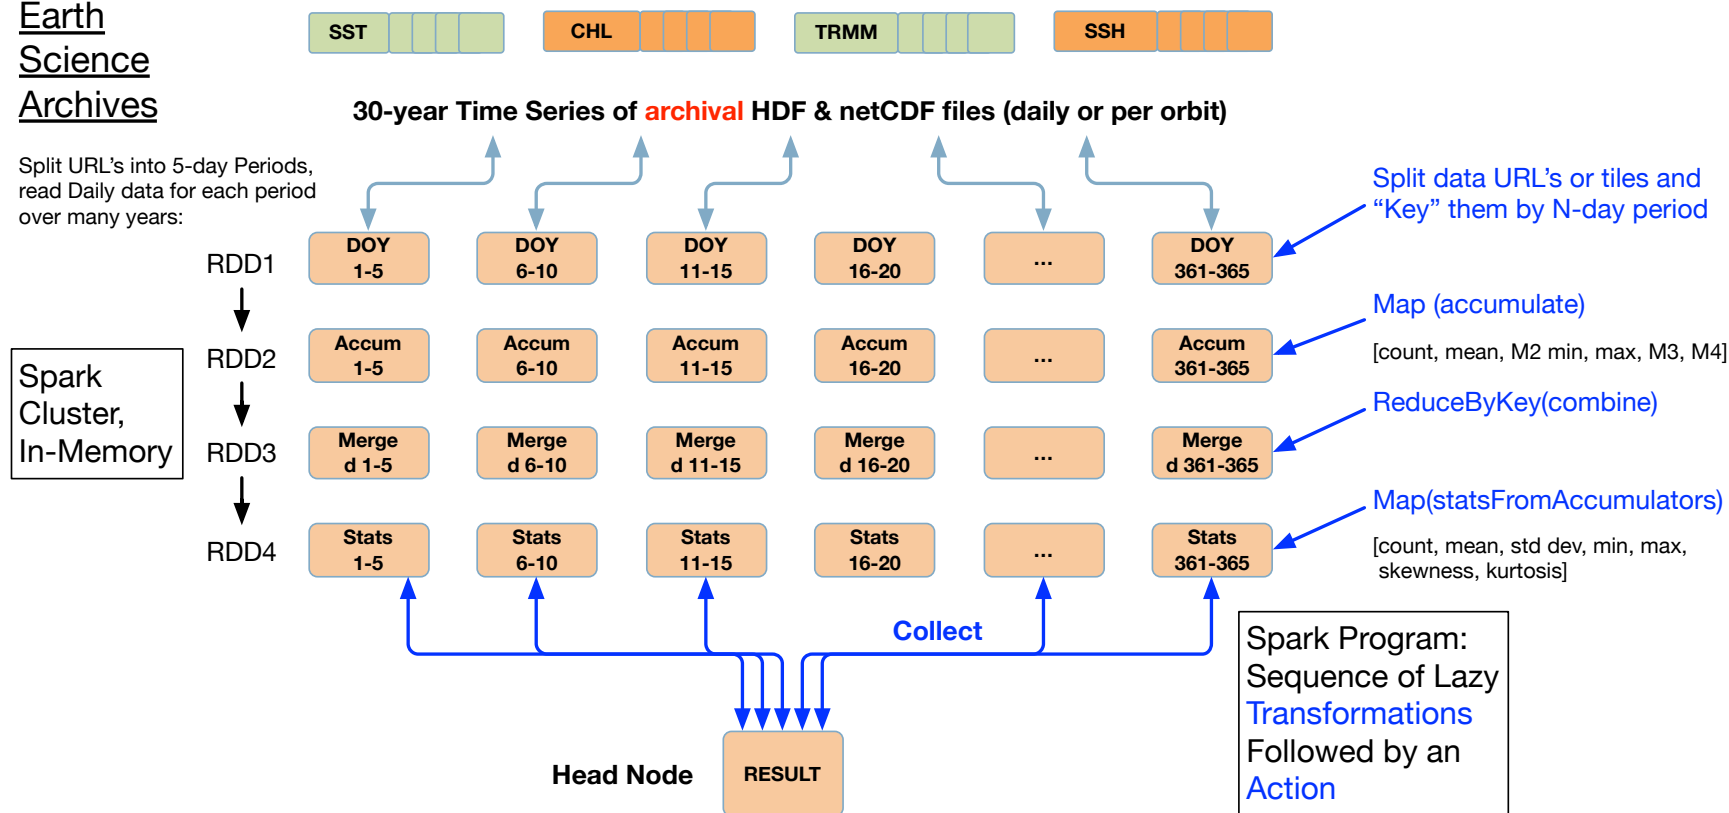 Earth
Science
Archives
SST
CHL
TRMM
SSH
30-year Time Series of archival HDF & netCDF files (daily or per orbit)
Split URL's into 5-day Periods,
read Daily data for each period
over many years:
Split data URL's or tiles and
“Key” them by N-day period
RDD1
DOY
1-5
DOY
6-10
DOY
11-15
DOY
16-20
...
DOY
361-365
Map (accumulate)
[count, mean, M2 min, max, M3, M4]
Spark
Cluster,
In-Memory
RDD2
Accum
1-5
Accum
6-10
Accum
11-15
Accum
16-20
...
Accum
361-365
ReduceByKey(combine)
RDD3
Merge
d 1-5
Merge
d 6-10
Merge
d 11-15
Merge
d 16-20
...
Merge
d 361-365
Map(statsFromAccumulators)
[count, mean, std dev, min, max,
skewness, kurtosis]
RDD4
Stats
1-5
Stats
6-10
Stats
11-15
Stats
16-20
...
Stats
361-365
Collect
Spark Program:
Sequence of Lazy
Transformations
Followed by an
Action
Head Node
RESULT